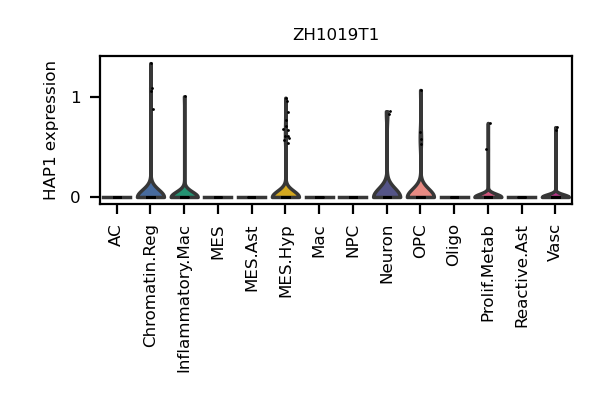 ZH1019T1
HAP1 expression
1
0
AC
Chromatin.Reg
Inflammatory.Mac
MES
MES.Ast
MES.Hyp
Mac
NPC
Neuron
OPC
Oligo
Prolif.Metab
Reactive.Ast
Vasc